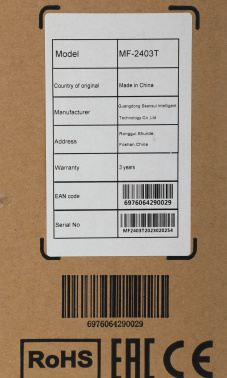 Model MF-2403T
Country of original Made in China
Manufacturer Guangdong Seensui Intelligent
Technology Co.,Ltd
Address Ronggui,Shunde,
Foshan,China
Warranty 3 years
EAN code 6976064290029
Serial No MF2403T2023020254
6976064290029
RoHS EAC CE